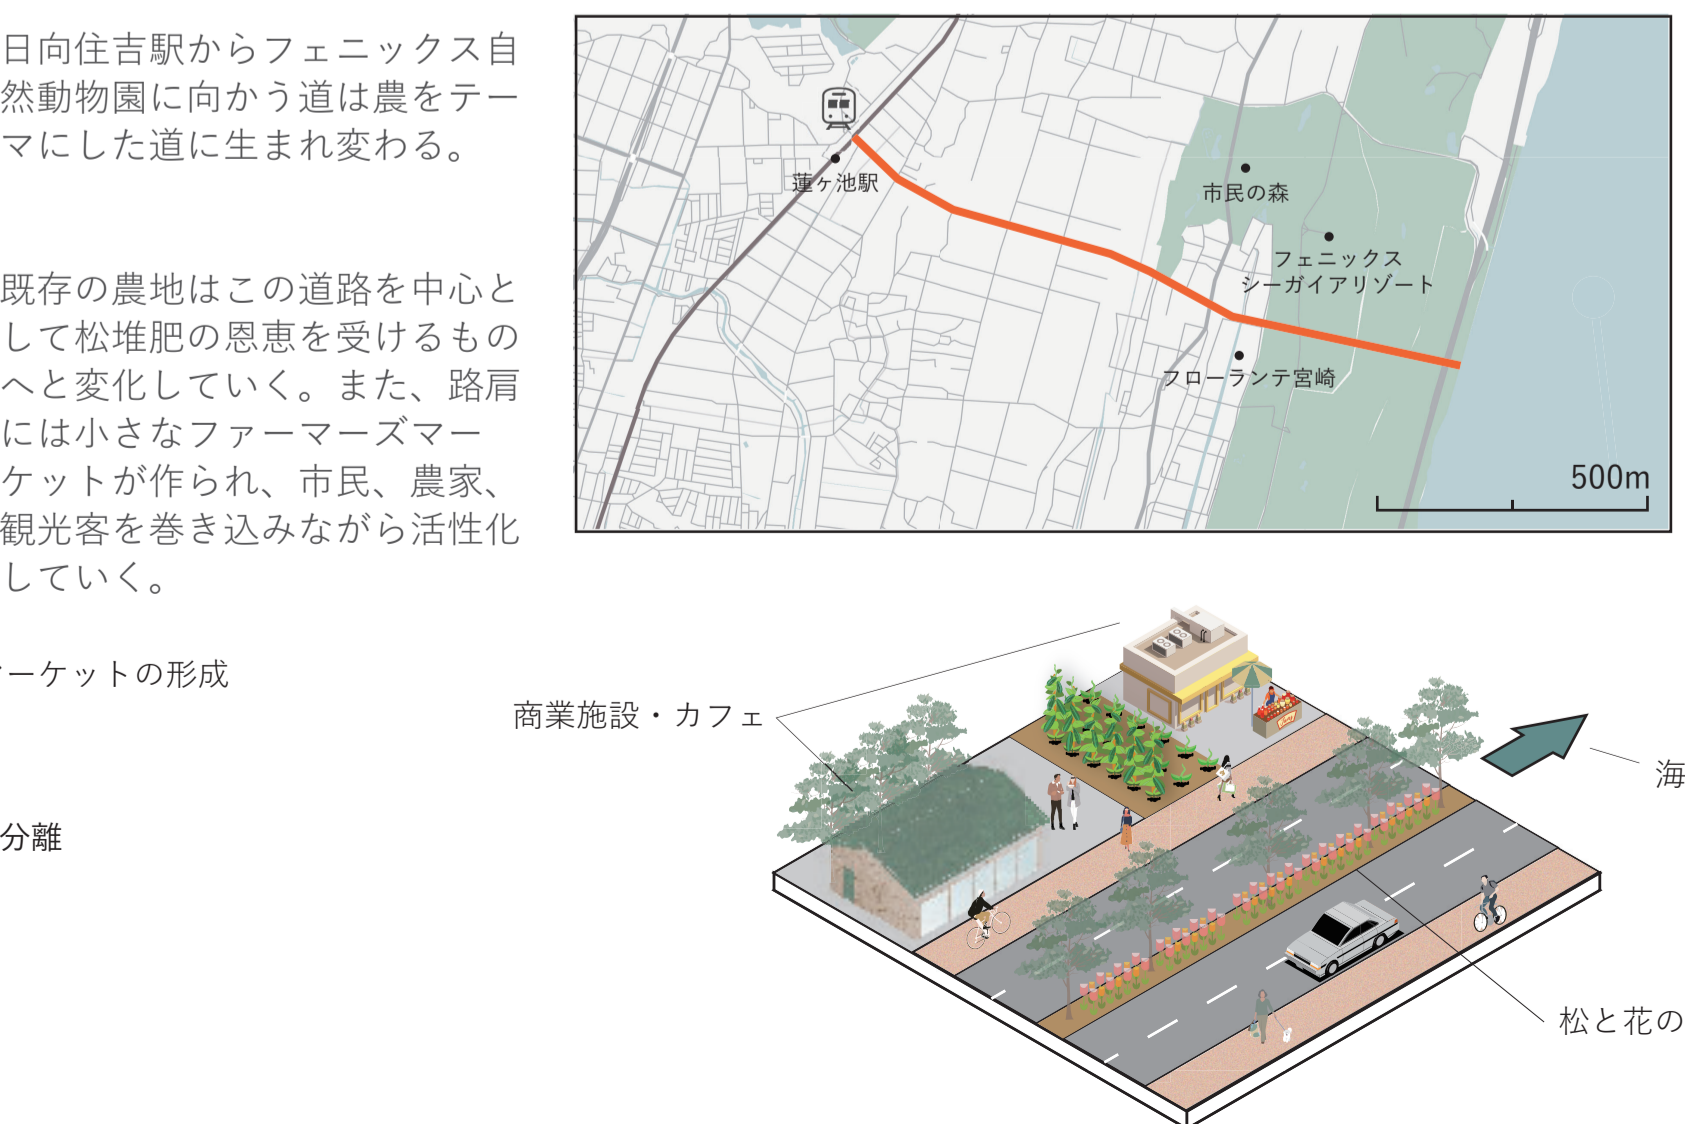 日向住吉駅からフェニックス自
然動物園に向かう道は農をテー
マにした道に生まれ変わる。
既存の農地はこの道路を中心と
して松堆肥の恩恵を受けるもの
へと変化していく。また、路肩
には小さなファーマーズマー
ケットが作られ、市民、農家、
観光客を巻き込みながら活性化
していく。
ーケットの形成
分離
蓮ヶ池駅
市民の森
フェニックス
シーガイアリゾート
フローランテ宮崎
500m
商業施設・カフェ
海
松と花の